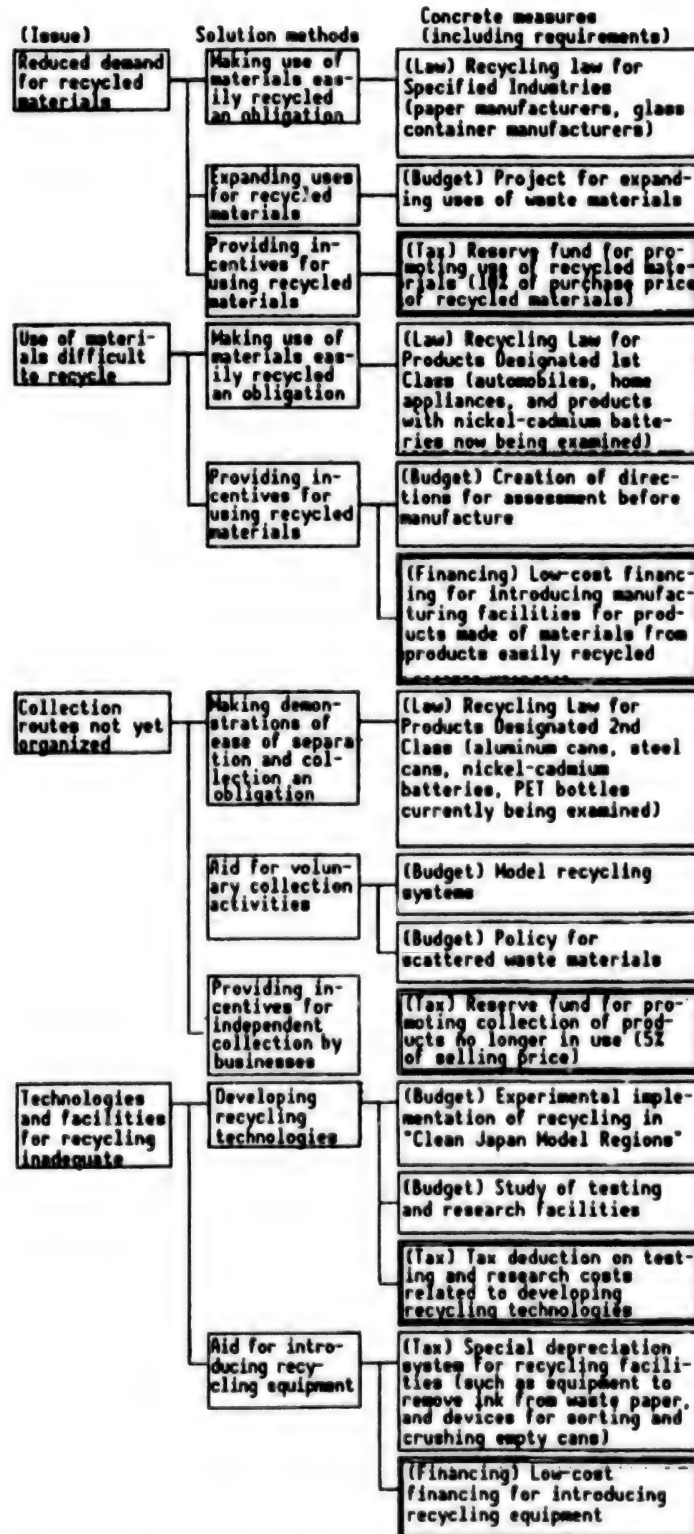 (Issue)
Solution methods
Concrete measures
(including requirements)
Reduced demand
for recycled
materials
Making use of
materials eas-
ily recycled
an obligation
(Law) Recycling law for
Specified Industries
(paper manufacturers, glass
container manufacturers)
Expanding uses
for recycled
materials
(Budget) Project for expand-
ing uses of waste materials
Providing in-
centives for
using recycled
materials
(Tax) Reserve fund for pro-
moting use of recycled mate-
rials (10% of purchase price
of recycled materials)
Use of materi-
als difficult
to recycle
Making use of
materials eas-
ily recycled
an obligation
(Law) Recycling Law for
Products Designated 1st
Class (automobiles, home
appliances, and products
with nickel-cadmium batte-
ries now being examined)
Providing in-
centives for
using recycled
materials
(Budget) Creation of direc-
tions for assessment before
manufacture
(Financing) Low-cost financ-
ing for introducing manufac-
turing facilities for prod-
ucts made of materials from
products easily recycled
Collection
routes not yet
organized
Making demon-
strations of
ease of separa
tion and col-
lection an
obligation
(Law) Recycling Law for
Products Designated 2nd
Class (aluminum cans, steel
cans, nickel-cadmium
batteries, PET bottles
currently being examined)
Aid for volun-
tary collection
activities
(Budget) Model recycling
systems
(Budget) Policy for
scattered waste materials
Providing in-
centives for
independent
collection by
businesses
(Tax) Reserve fund for pro-
moting collection of prod-
ucts no longer in use (5%
of selling price)
Technologies
and facilities
for recycling
inadequate
Developing
recycling
technologies
(Budget) Experimental imple-
mentation of recycling in
"Clean Japan Model Regions"
(Budget) Study of testing
and research facilities
(Tax) Tax deduction on test-
ing and research costs
related to developing
recycling technologies
Aid for intro-
ducing recy-
cling equipment
(Tax) Special depreciation
system for recycling facili-
ties (such as equipment to
remove ink from waste paper,
and devices for sorting and
crushing empty cans)
(Financing) Low-cost
financing for introducing
recycling equipment